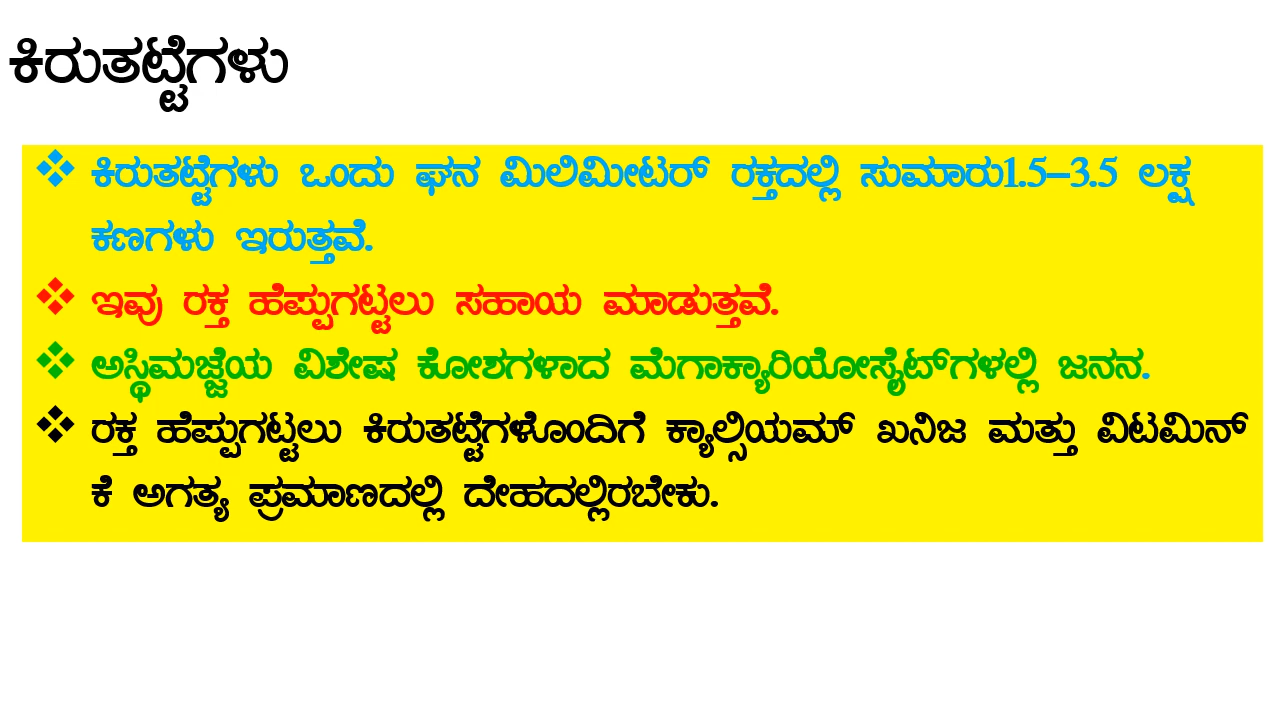 ಕಿರುತಟ್ಟೆಗಳು
❖ ಕಿರುತಟ್ಟೆಗಳು ಒಂದು ಘನ ಮಿಲಿಮೀಟರ್ ರಕ್ತದಲ್ಲಿ ಸುಮಾರು1.5–3.5 ಲಕ್ಷ
ಕಣಗಳು ಇರುತ್ತವೆ.
❖ ಇವು ರಕ್ತ ಹೆಪ್ಪುಗಟ್ಟಲು ಸಹಾಯ ಮಾಡುತ್ತವೆ.
❖ ಅಸ್ಥಿಮಜ್ಜೆಯ ವಿಶೇಷ ಕೋಶಗಳಾದ ಮೆಗಾಕ್ಯಾರಿಯೋಸೈಟ್‌ಗಳಲ್ಲಿ ಜನನ.
❖ ರಕ್ತ ಹೆಪ್ಪುಗಟ್ಟಲು ಕಿರುತಟ್ಟೆಗಳೊಂದಿಗೆ ಕ್ಯಾಲ್ಸಿಯಮ್ ಖನಿಜ ಮತ್ತು ವಿಟಮಿನ್
ಕೆ ಅಗತ್ಯ ಪ್ರಮಾಣದಲ್ಲಿ ದೇಹದಲ್ಲಿರಬೇಕು.